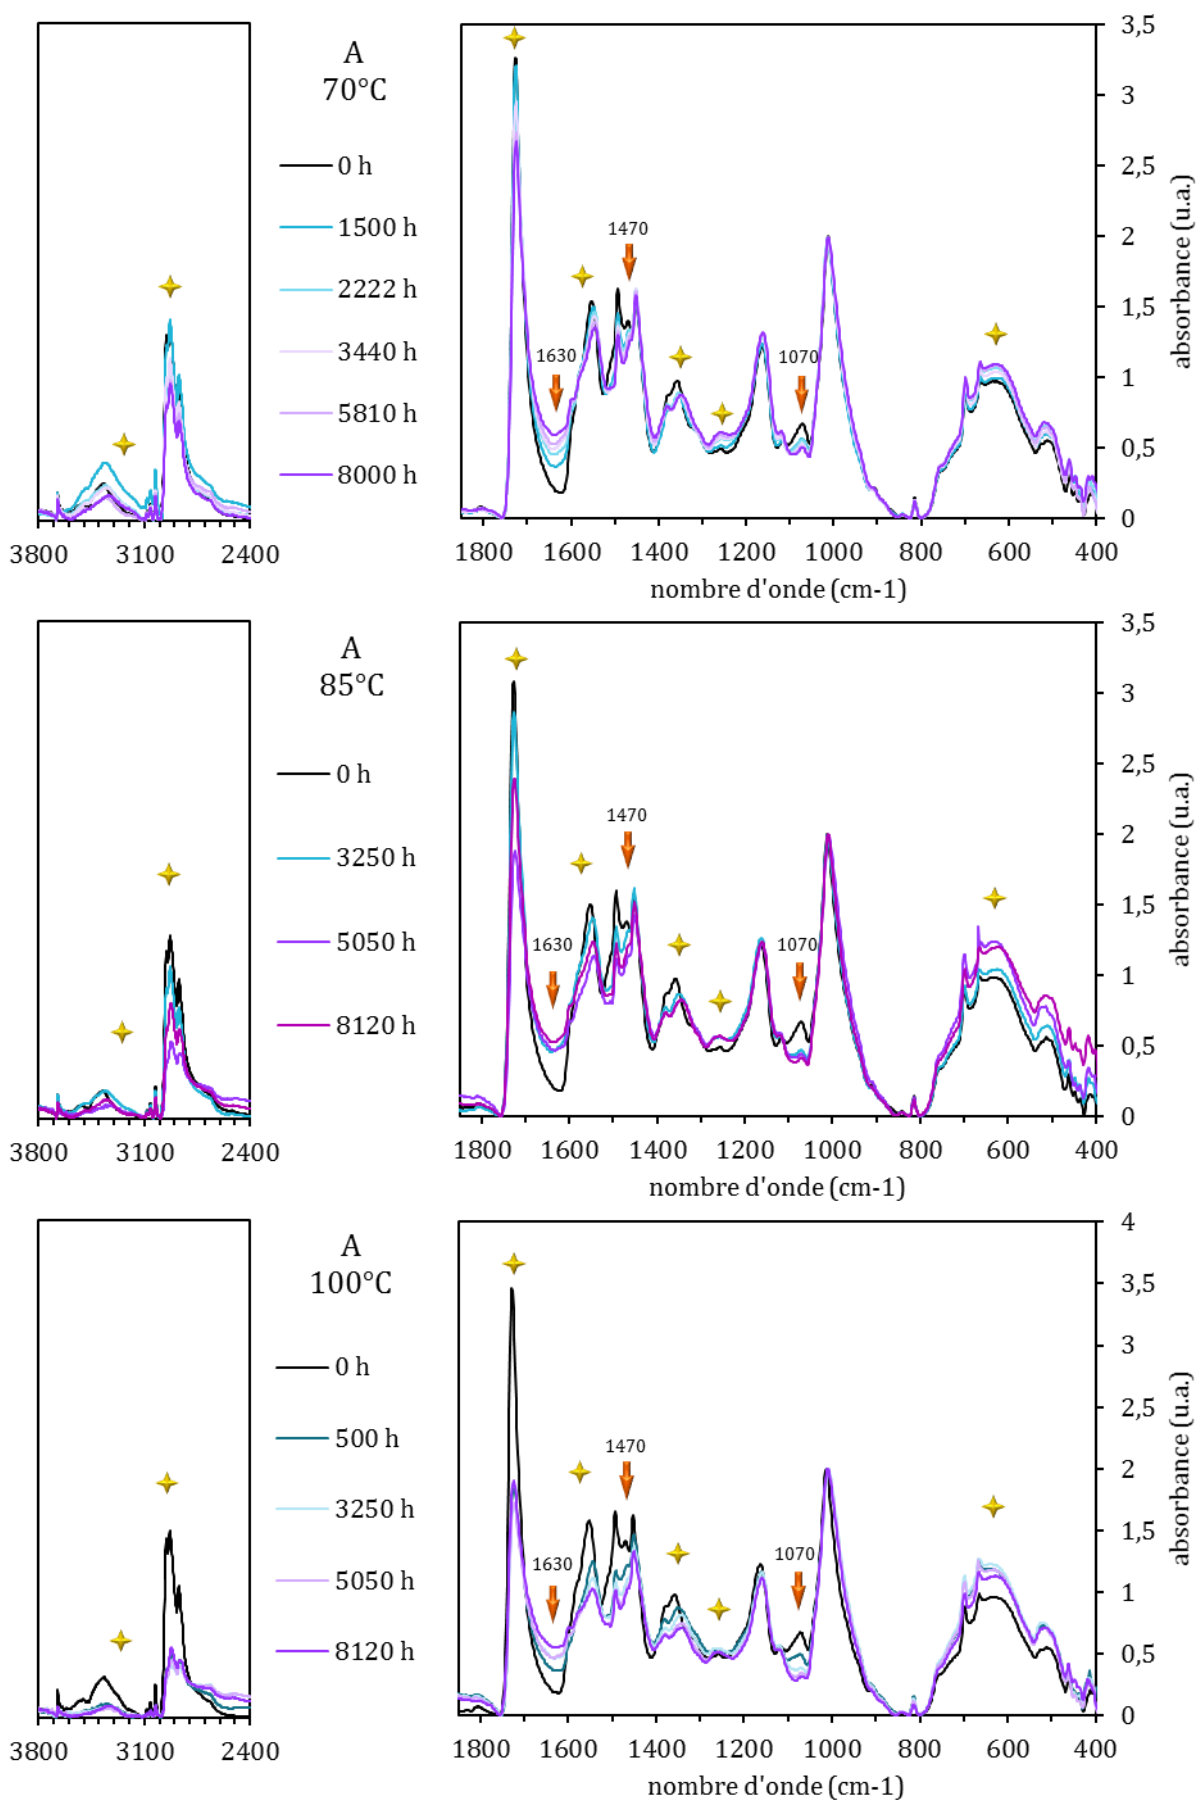 A
70°C
0 h
1500 h
2222 h
3440 h
5810 h
8000 h
3800 3100 2400
1630
1470
1070
3,5
3
2,5
2
1,5
1
0,5
0
absorbance (u.a.)
1800 1600 1400 1200 1000 800 600 400
nombre d'onde (cm-1)
A
85°C
0 h
3250 h
5050 h
8120 h
3800 3100 2400
1630
1470
1070
3,5
3
2,5
2
1,5
1
0,5
0
absorbance (u.a.)
1800 1600 1400 1200 1000 800 600 400
nombre d'onde (cm-1)
A
100°C
0 h
500 h
3250 h
5050 h
8120 h
3800 3100 2400
1630
1470
1070
4
3,5
3
2,5
2
1,5
1
0,5
0
absorbance (u.a.)
1800 1600 1400 1200 1000 800 600 400
nombre d'onde (cm-1)